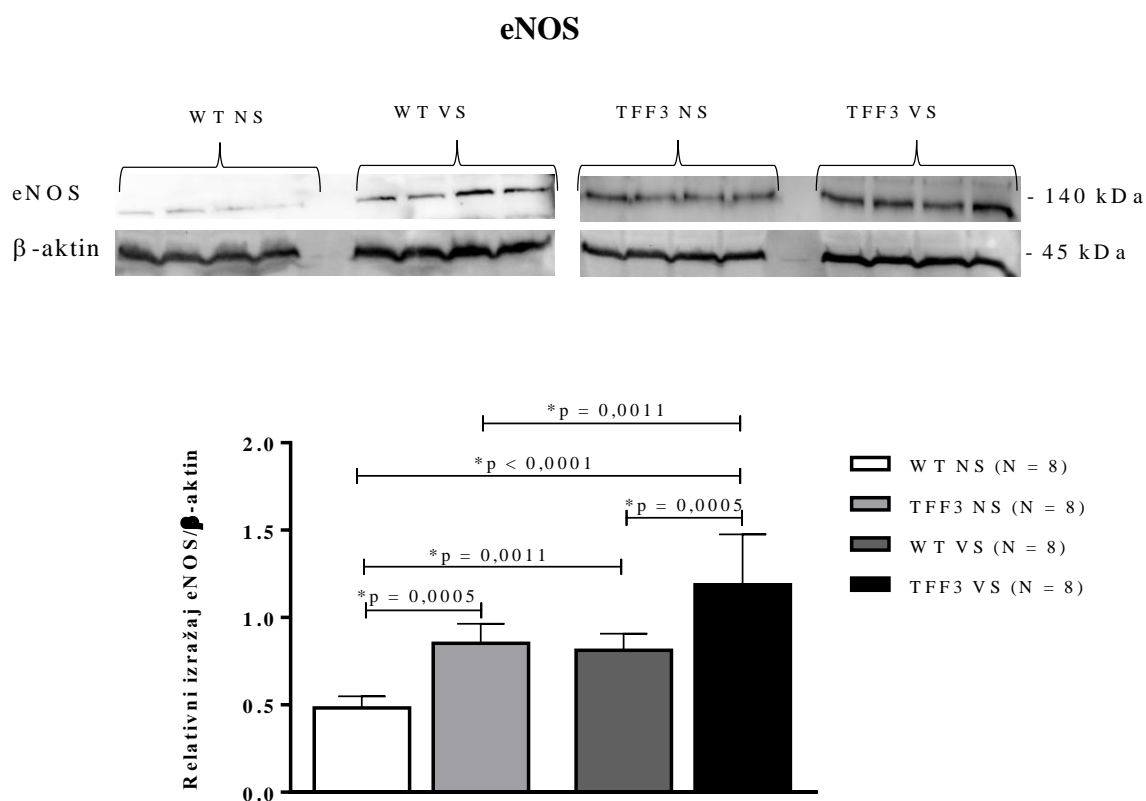 eNOS
WT NS
WT VS
TFF3 NS
TFF3 VS
eNOS
- 140 kDa
β-aktin
- 45 kDa
*p = 0,0011
*p < 0,0001
*p = 0,0005
*p = 0,0011
*p = 0,0005
Relativni izražaj eNOS/β-aktin
2.0
1.5
1.0
0.5
0.0
WT NS (N = 8)
TFF3 NS (N = 8)
WT VS (N = 8)
TFF3 VS (N = 8)